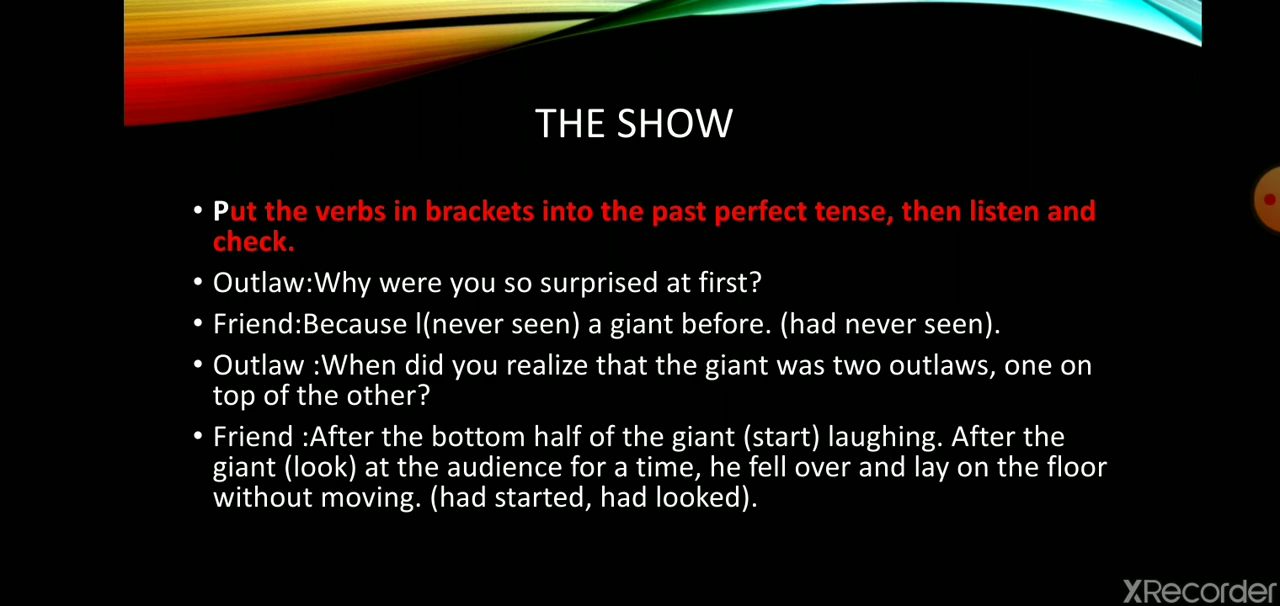 THE SHOW
• Put the verbs in brackets into the past perfect tense, then listen and
check.
• Outlaw:Why were you so surprised at first?
• Friend:Because l(never seen) a giant before. (had never seen).
• Outlaw :When did you realize that the giant was two outlaws, one on
top of the other?
• Friend :After the bottom half of the giant (start) laughing. After the
giant (look) at the audience for a time, he fell over and lay on the floor
without moving. (had started, had looked).
XRecorder